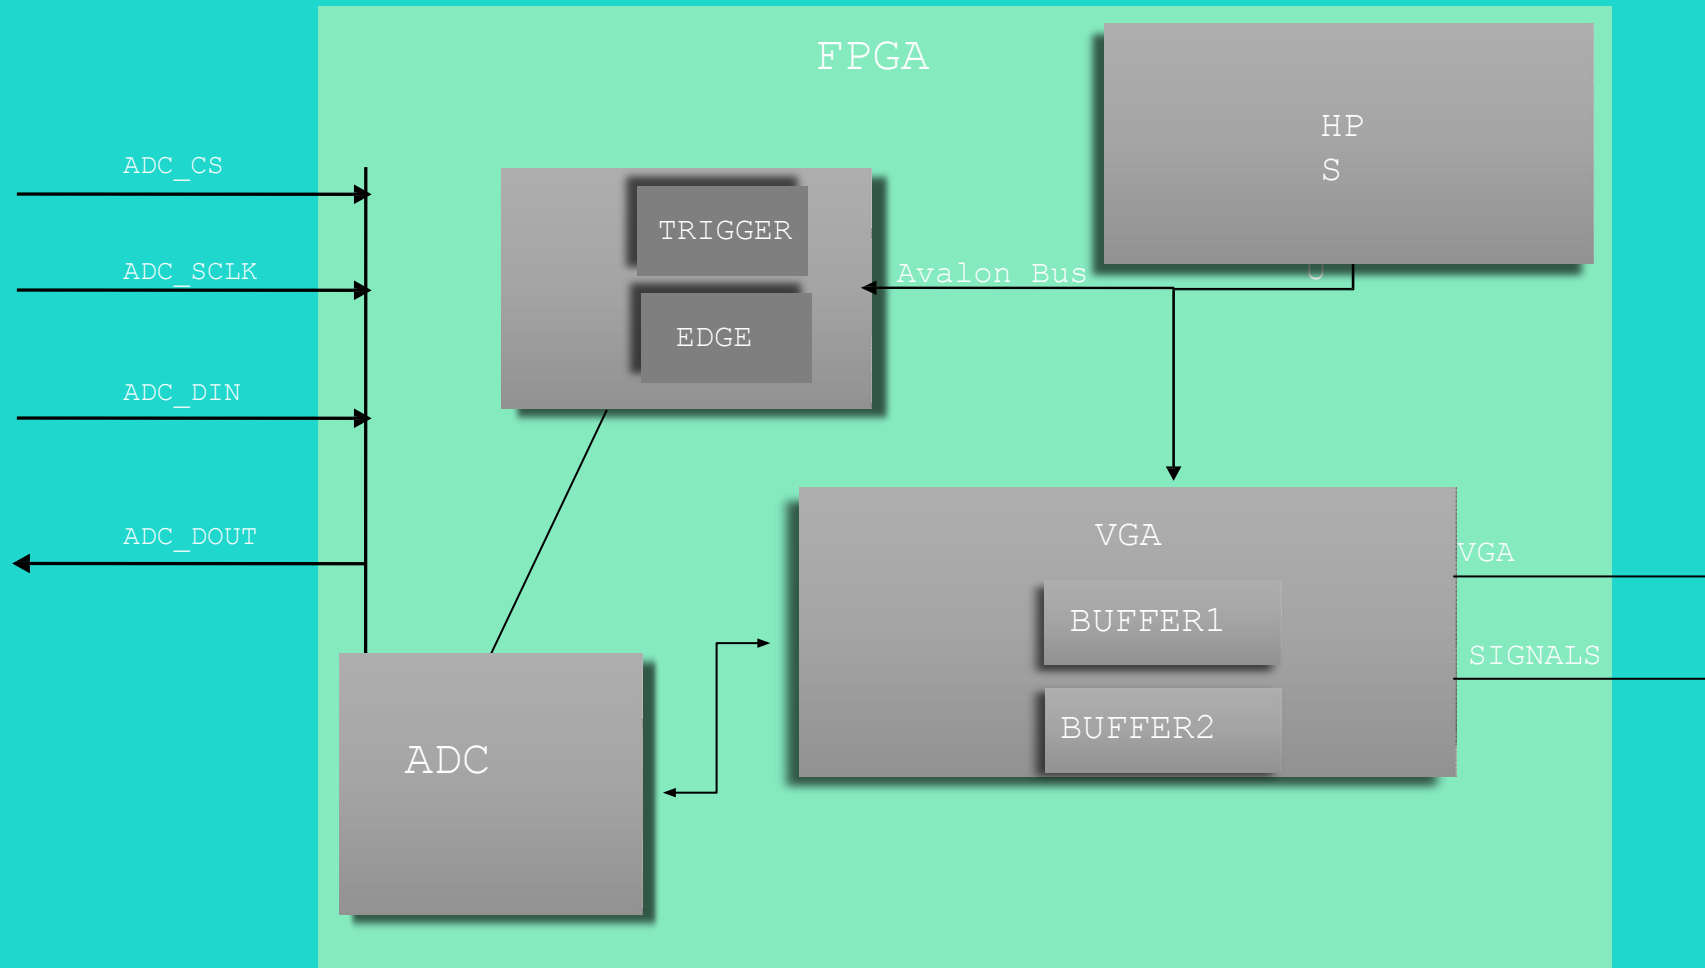 FPGA
HP
S
U
ADC_CS
TRIGGER
ADC_SCLK
Avalon Bus
EDGE
ADC_DIN
ADC_DOUT
VGA
VGA
BUFFER1
SIGNALS
BUFFER2
ADC